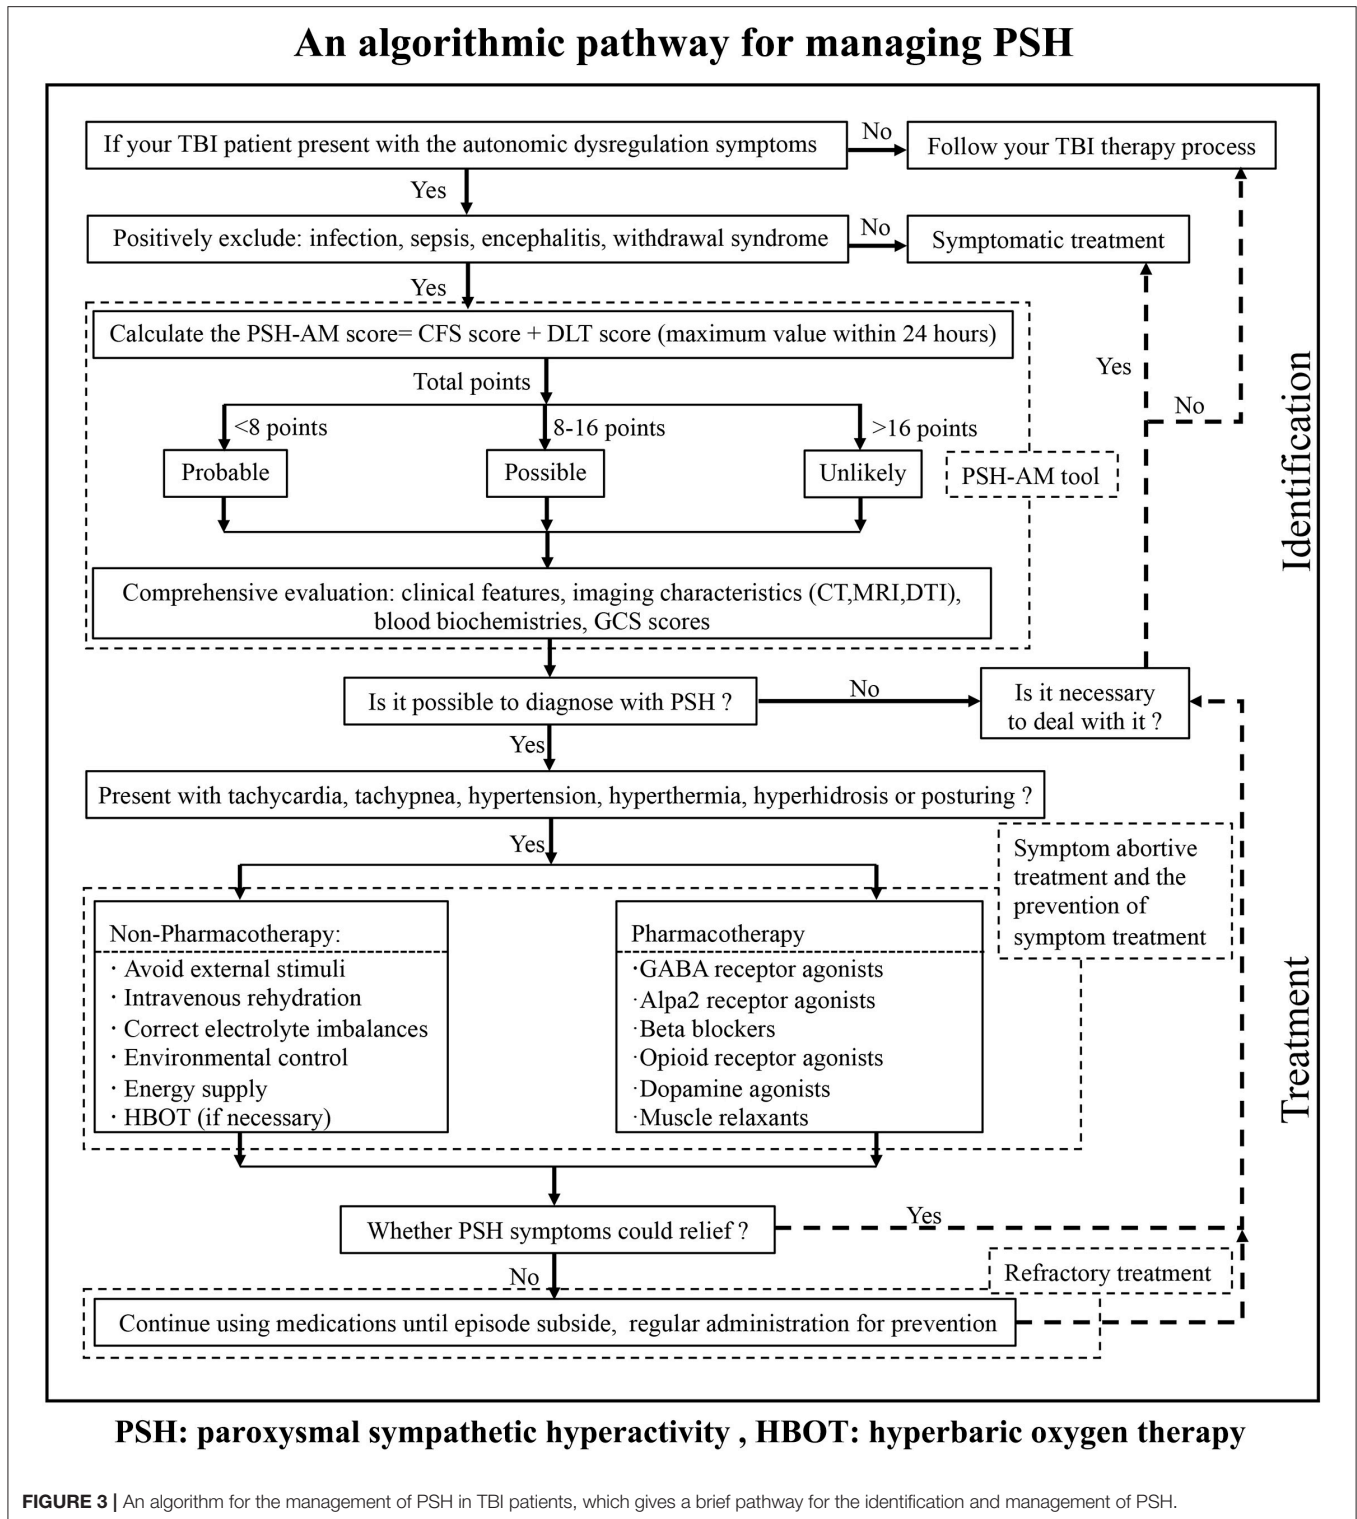 An algorithmic pathway for managing PSH
If your TBI patient present with the autonomic dysregulation symptoms
No
Follow your TBI therapy process
Yes
Positively exclude: infection, sepsis, encephalitis, withdrawal syndrome
No
Symptomatic treatment
Yes
Calculate the PSH-AM score= CFS score + DLT score (maximum value within 24 hours)
Total points
Yes
No
<8 points
8-16 points
>16 points
Probable
Possible
Unlikely
PSH-AM tool
Identification
Comprehensive evaluation: clinical features, imaging characteristics (CT,MRI,DTI),
blood biochemistries, GCS scores
Is it possible to diagnose with PSH ?
No
Is it necessary
to deal with it ?
Yes
Present with tachycardia, tachypnea, hypertension, hyperthermia, hyperhidrosis or posturing ?
Yes
Symptom abortive
treatment and the
prevention of
symptom treatment
Non-Pharmacotherapy:
· Avoid external stimuli
· Intravenous rehydration
· Correct electrolyte imbalances
· Environmental control
· Energy supply
· HBOT (if necessary)
Pharmacotherapy
·GABA receptor agonists
·Alpa2 receptor agonists
·Beta blockers
·Opioid receptor agonists
·Dopamine agonists
·Muscle relaxants
Treatment
Whether PSH symptoms could relief ?
Yes
No
Refractory treatment
Continue using medications until episode subside, regular administration for prevention
PSH: paroxysmal sympathetic hyperactivity , HBOT: hyperbaric oxygen therapy
FIGURE 3 | An algorithm for the management of PSH in TBI patients, which gives a brief pathway for the identification and management of PSH.